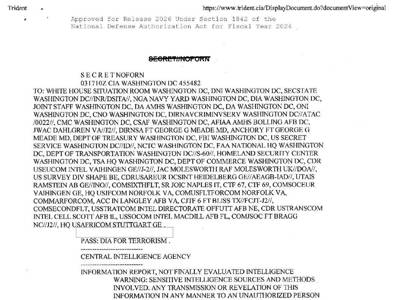 Trident
https://www.trident.cia/DisplayDocument.do?documentView=original
Approved for Release 2026 Under Section 1842 of the
National Defense Authorization Act for Fiscal Year 2024
SECRET//NOFORN
S E C R E T NOFORN
031710Z CIA WASHINGTON DC 455482
TO: WHITE HOUSE SITUATION ROOM WASHINGTON DC, DNI WASHINGTON DC, SECSTATE
WASHINGTON DC//INR/DSITA//, NGA NAVY YARD WASHINGTON DC, DIA WASHINGTON DC,
JOINT STAFF WASHINGTON DC, DA AMHS WASHINGTON DC, DA WASHINGTON DC, ONI
WASHINGTON DC, CNO WASHINGTON DC, DIRNAVCRIMINVSERV WASHINGTON DC//ATAC
/0022//, CMC WASHINGTON DC, CSAF WASHINGTON DC, AFIAA AMHS BOLLING AFB DC,
JWAC DAHLGREN VA//J2//, DIRNSA FT GEORGE G MEADE MD, ANCHORY FT GEORGE G
MEADE MD, DEPT OF TREASURY WASHINGTON DC, FBI WASHINGTON DC, US SECRET
SERVICE WASHINGTON DC//ID//, NCTC WASHINGTON DC, FAA NATIONAL HQ WASHINGTON
DC, DEPT OF TRANSPORTATION WASHINGTON DC//S-60//, HOMELAND SECURITY CENTER
WASHINGTON DC, TSA HQ WASHINGTON DC, DEPT OF COMMERCE WASHINGTON DC, CDR
USEUCOM INTEL VAIHINGEN GE//J-2//, JAC MOLESWORTH RAF MOLESWORTH UK//DOA//,
US SURVEY DIV SHAPE BE, CDRUSAREUR DCSINT HEIDELBERG GE//AEAGB-IAD//, UTAIS
RAMSTEIN AB GE//INO//, COMSIXTHFLT, SR JOIC NAPLES IT, CTF 67, CTF 69, COMSOCEUR
VAIHINGEN GE, HQ USJFCOM NORFOLK VA, COMUSFLTFORCOM NORFOLK VA,
COMMARFORCOM, ACC IN LANGLEY AFB VA, CJTF 6 FT BLISS TX//FCJT-J2//,
COMSECONDFLT, USSTRATCOM INTEL DIRECTORATE OFFUTT AFB NE, CDR USTRANSCOM
INTEL CELL SCOTT AFB IL, USSOCOM INTEL MACDILL AFB FL, COMJSOC FT BRAGG
NC//J2//, HQ USAFRICOM STUTTGART GE .
PASS: DIA FOR TERRORISM .
-----------------
CENTRAL INTELLIGENCE AGENCY
-----------------
INFORMATION REPORT, NOT FINALLY EVALUATED INTELLIGENCE
WARNING: SENSITIVE INTELLIGENCE SOURCES AND METHODS
INVOLVED. ANY TRANSMISSION OR REVELATION OF THIS
INFORMATION IN ANY MANNER TO AN UNAUTHORIZED PERSON